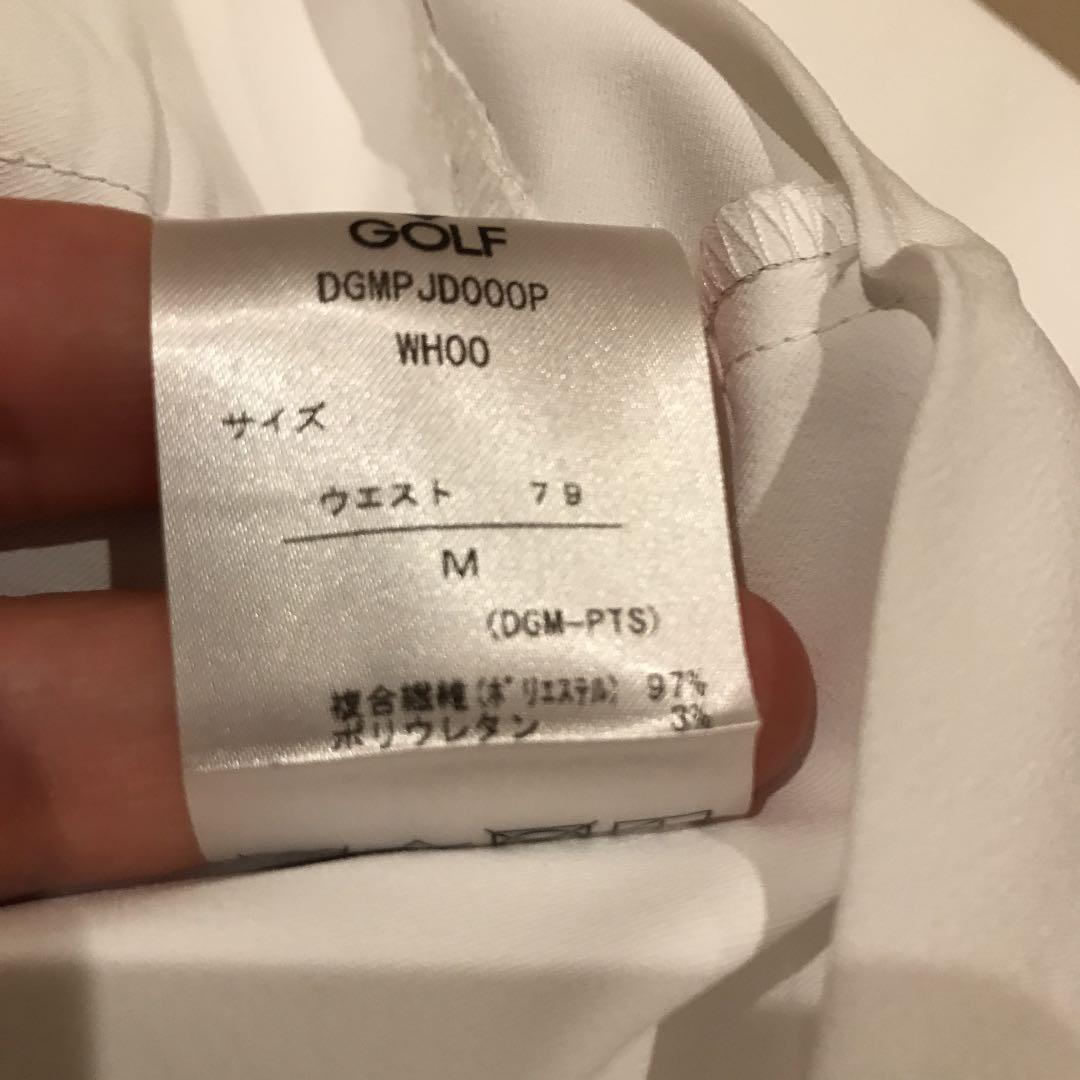 GOLF
DGMPJD000P
WH00
サイズ
ウエスト 79
M
(DGM-PTS)
複合繊維(ﾎﾟﾘｴｽﾃﾙ) 97%
ポリウレタン 3%